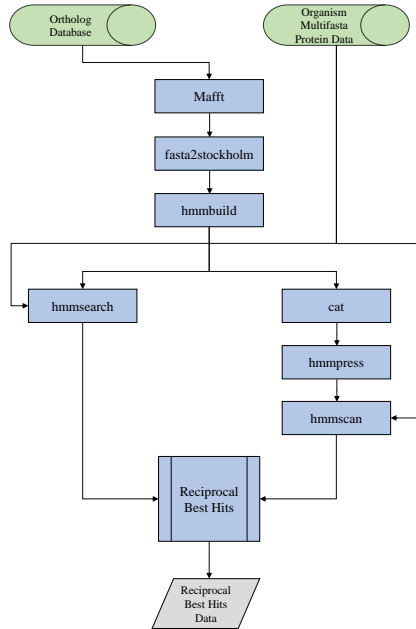 Ortholog
Database
Organism
Multifasta
Protein Data
Mafft
fasta2stockholm
hmmbuild
hmmsearch
cat
hmmpress
hmmscan
Reciprocal
Best Hits
Reciprocal
Best Hits
Data